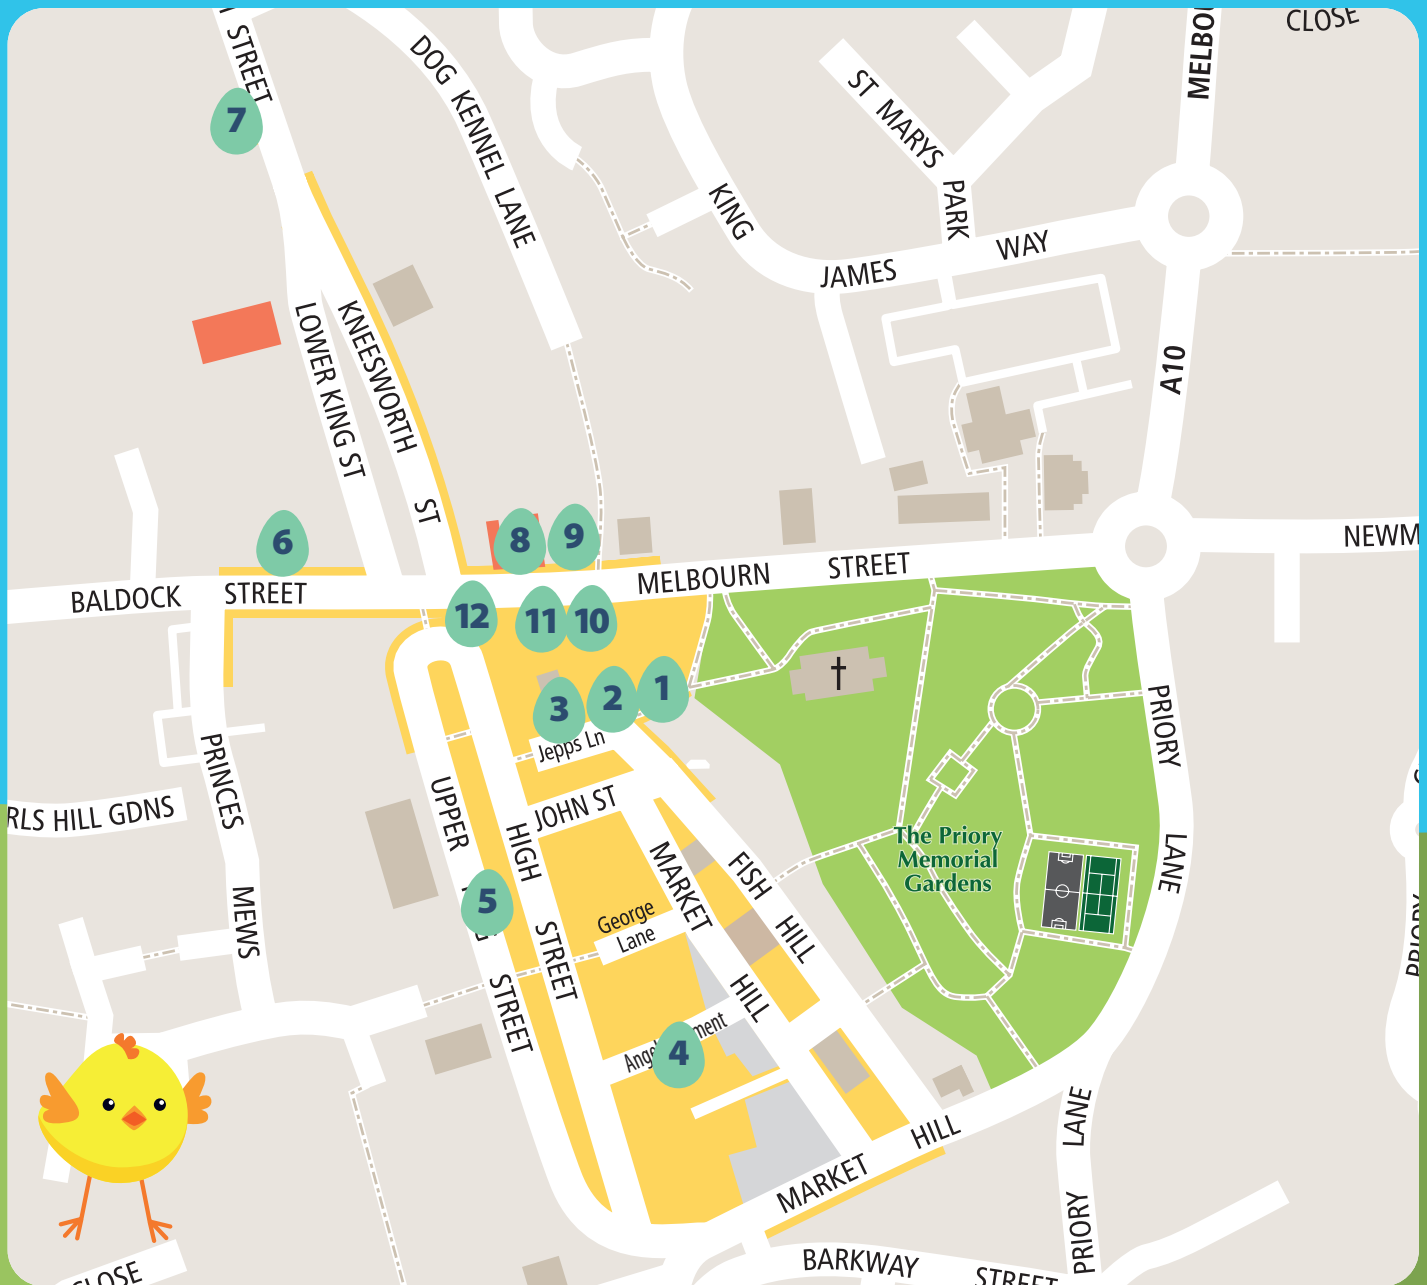 STREET
DOG KENNEL LANE
ST MARYS
PARK
CLOSE
7
KING
JAMES
WAY
A10
LOWER KING ST
KNEESWORTH
ST
6
8
9
NEWM
BALDOCK
STREET
MELBOURN
STREET
12
11
10
3
2
1
Jepps Ln
PRINCES
MEWS
UPPER
HIGH
JOHN ST
PRIORY
LANE
RLS HILL GDNS
The Priory
Memorial
Gardens
MARKET
HILL
FISH
HILL
5
George
Lane
STREET
STREET
4
MARKET
HILL
LANE
PRIORY
BARKWAY
STREET
CLOSE